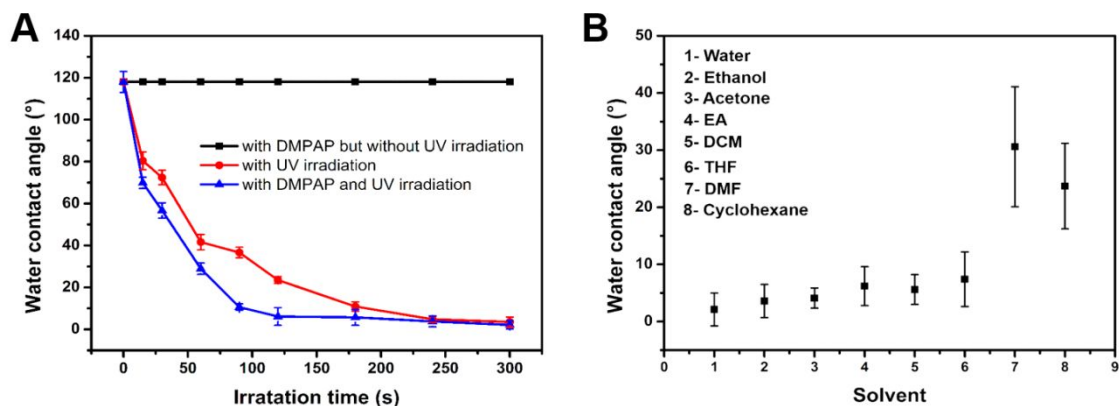 A
Water contact angle (°)
140
120
100
80
60
40
20
0
with DMPAP but without UV irradiation
with UV irradiation
with DMPAP and UV irradiation
0 50 100 150 200 250 300
Irratation time (s)
B
Water contact angle (°)
50
40
30
20
10
0
1- Water
2- Ethanol
3- Acetone
4- EA
5- DCM
6- THF
7- DMF
8- Cyclohexane
0 1 2 3 4 5 6 7 8 9
Solvent